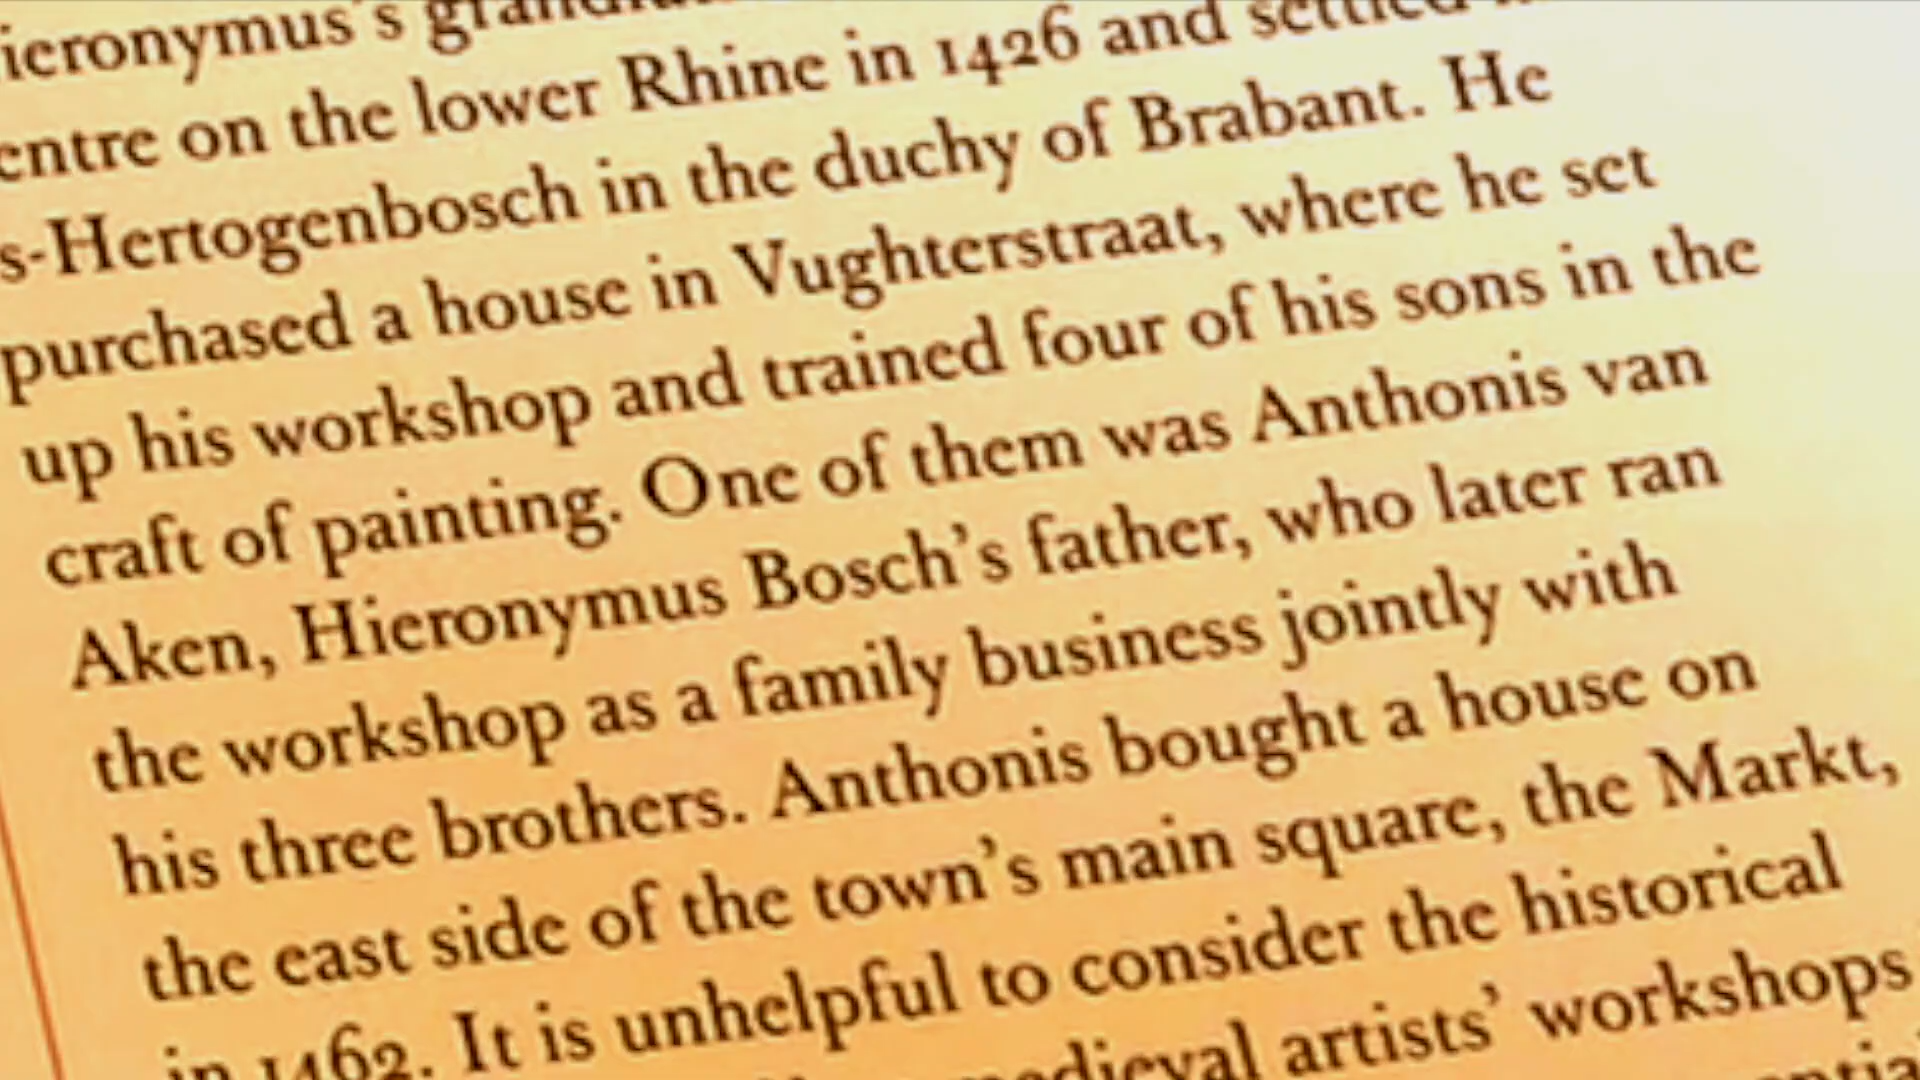 ieronymus's
entre on the lower Rhine in 1426 and settled
s-Hertogenbosch in the duchy of Brabant. He
purchased a house in Vughterstraat, where he set
up his workshop and trained four of his sons in the
craft of painting. One of them was Anthonis van
Aken, Hieronymus Bosch's father, who later ran
the workshop as a family business jointly with
his three brothers. Anthonis bought a house on
the east side of the town's main square, the Markt,
in 1462. It is unhelpful to consider the historical
medieval artists' workshops